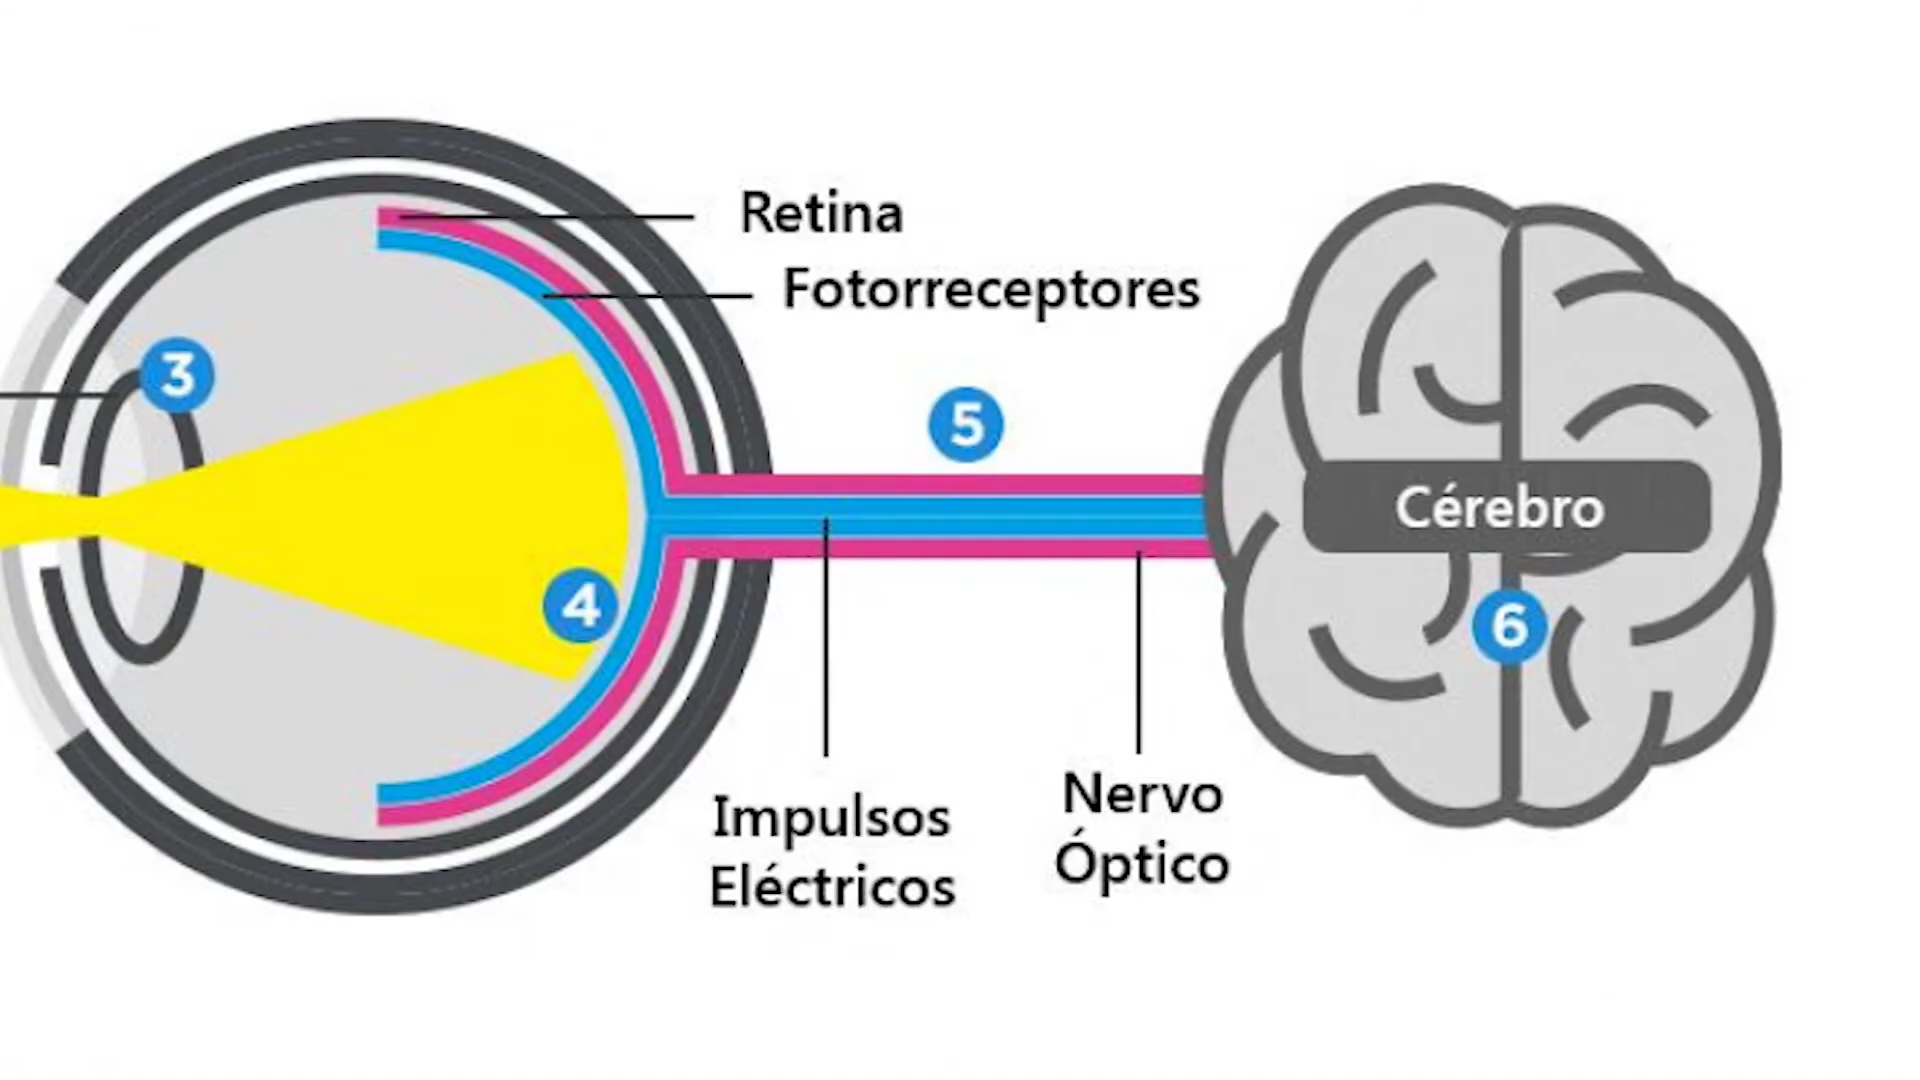 Retina
Fotorreceptores
3
5
Cérebro
4
6
Impulsos
Eléctricos
Nervo
Óptico